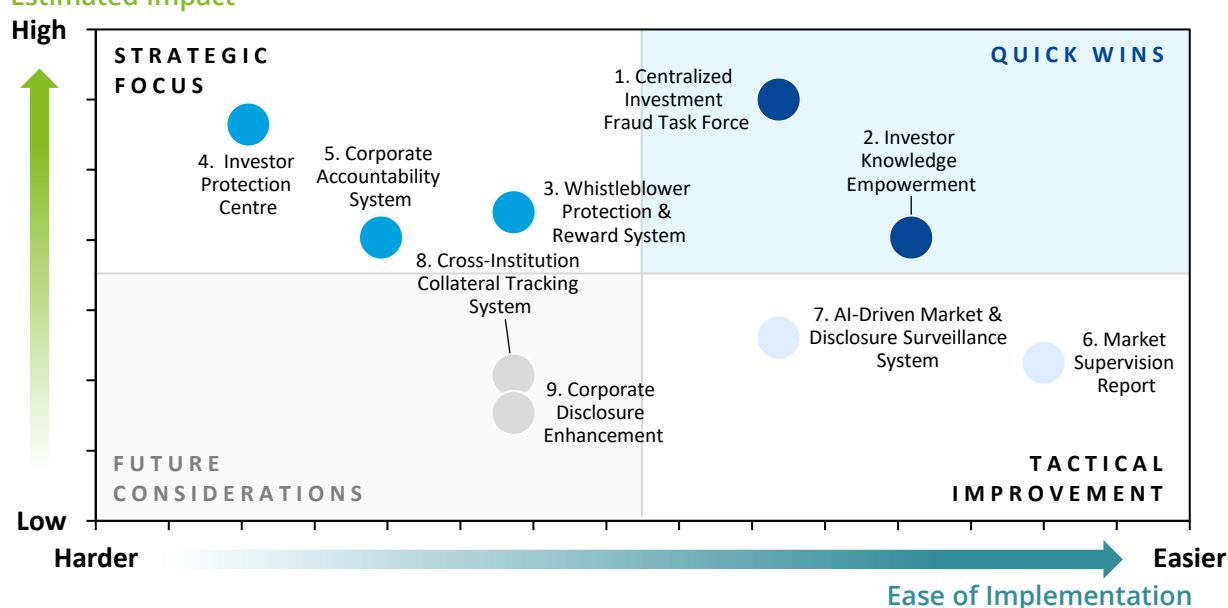 Estimated Impact
High
STRATEGIC
FOCUS
QUICK WINS
1. Centralized
Investment
Fraud Task Force
2. Investor
Knowledge
Empowerment
4. Investor
Protection
Centre
5. Corporate
Accountability
System
3. Whistleblower
Protection &
Reward System
8. Cross-Institution
Collateral Tracking
System
7. AI-Driven Market &
Disclosure Surveillance
System
6. Market
Supervision
Report
9. Corporate
Disclosure
Enhancement
FUTURE
CONSIDERATIONS
TACTICAL
IMPROVEMENT
Low
Harder
Easier
Ease of Implementation